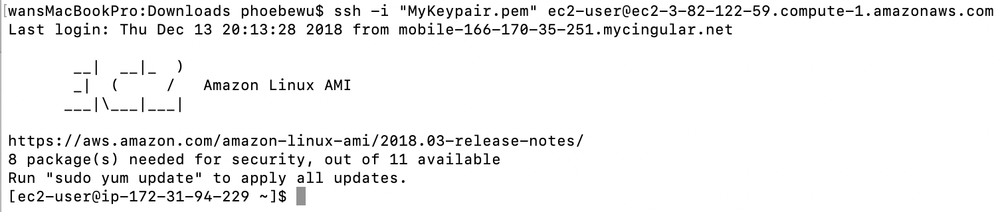 [wansMacBookPro:Downloads phoebewu$ ssh -i "MyKeypair.pem" ec2-user@ec2-3-82-122-59.compute-1.amazonaws.com
Last login: Thu Dec 13 20:13:28 2018 from mobile-166-170-35-251.mycingular.net
       __|  __|_  )
       _|  (     /   Amazon Linux AMI
      ___|\___|___|
https://aws.amazon.com/amazon-linux-ami/2018.03-release-notes/
8 package(s) needed for security, out of 11 available
Run "sudo yum update" to apply all updates.
[ec2-user@ip-172-31-94-229 ~]$